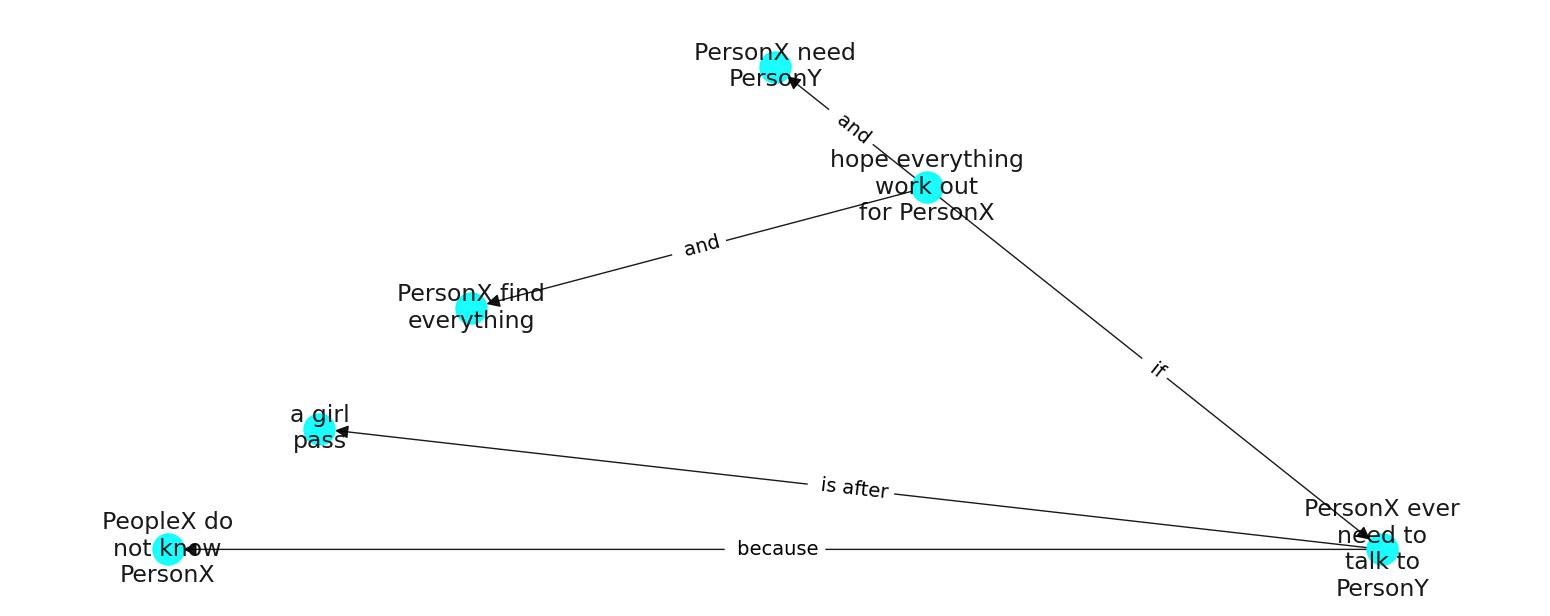 PersonX need
PersonY
and
hope everything
work out
for PersonX
and
PersonX find
everything
if
a girl
pass
is after
PersonX ever
need to
talk to
PersonY
PeopleX do
not know
PersonX
because